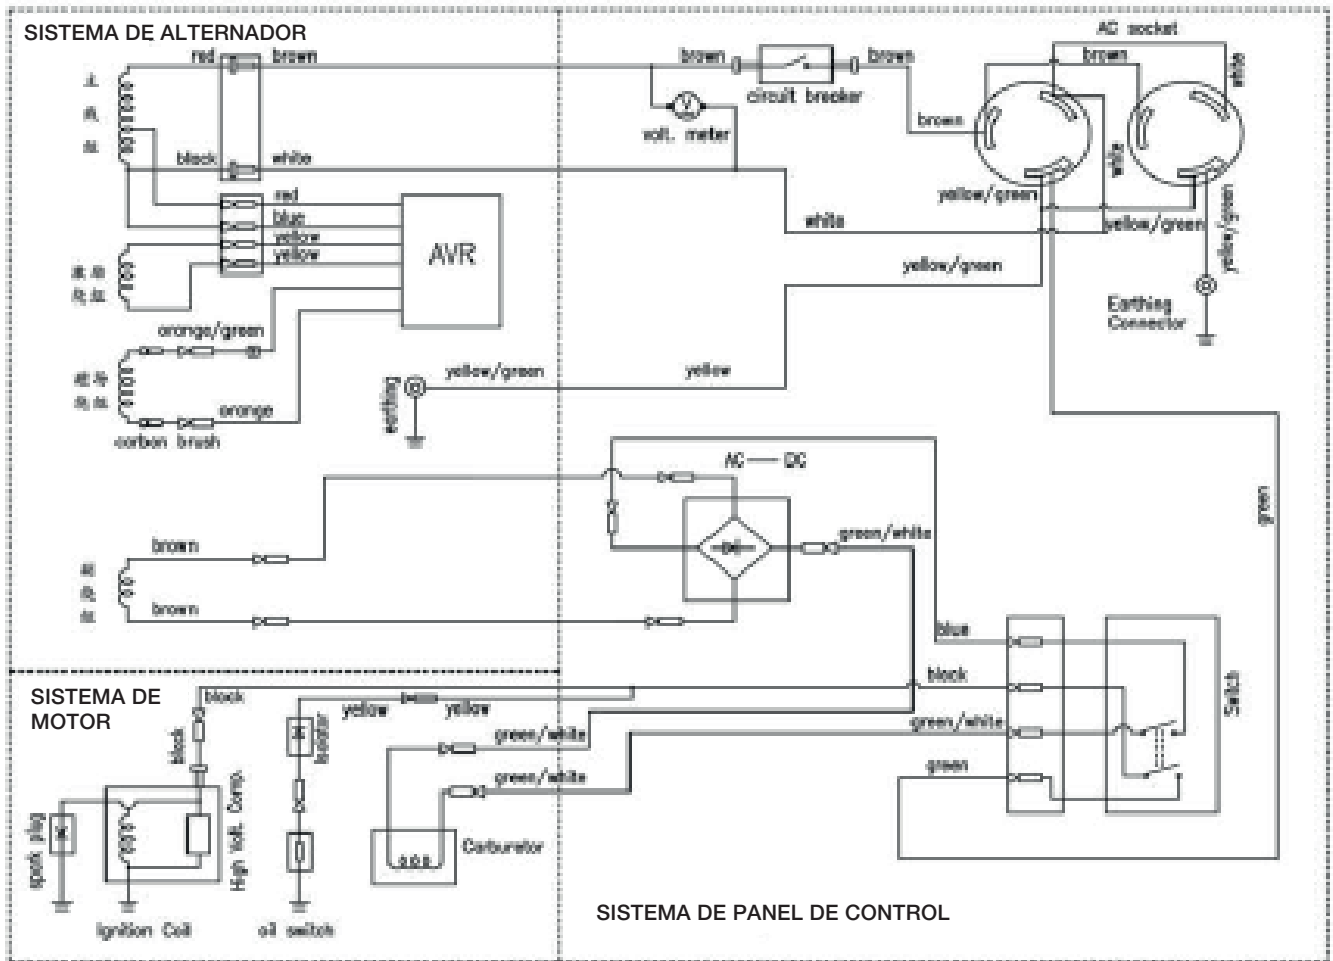 SISTEMA DE ALTERNADOR
red
brown
brown
brown
AC socket
brown
white
circuit breaker
volt. meter
brown
black
white
white
red
blue
yellow
yellow
AVR
yellow/green
white
yellow/green
yellow/green
yellow/green
Earthing
Connector
orange/green
yellow/green
yellow
earthing
orange
carbon brush
AC — DC
green/white
green
brown
brown
blue
SISTEMA DE
MOTOR
black
black
yellow
yellow
Isolator
black
green/white
green/white
green/white
green
Switch
spark plug
High Volt. Comp.
Carburetor
Ignition Coil
oil switch
SISTEMA DE PANEL DE CONTROL